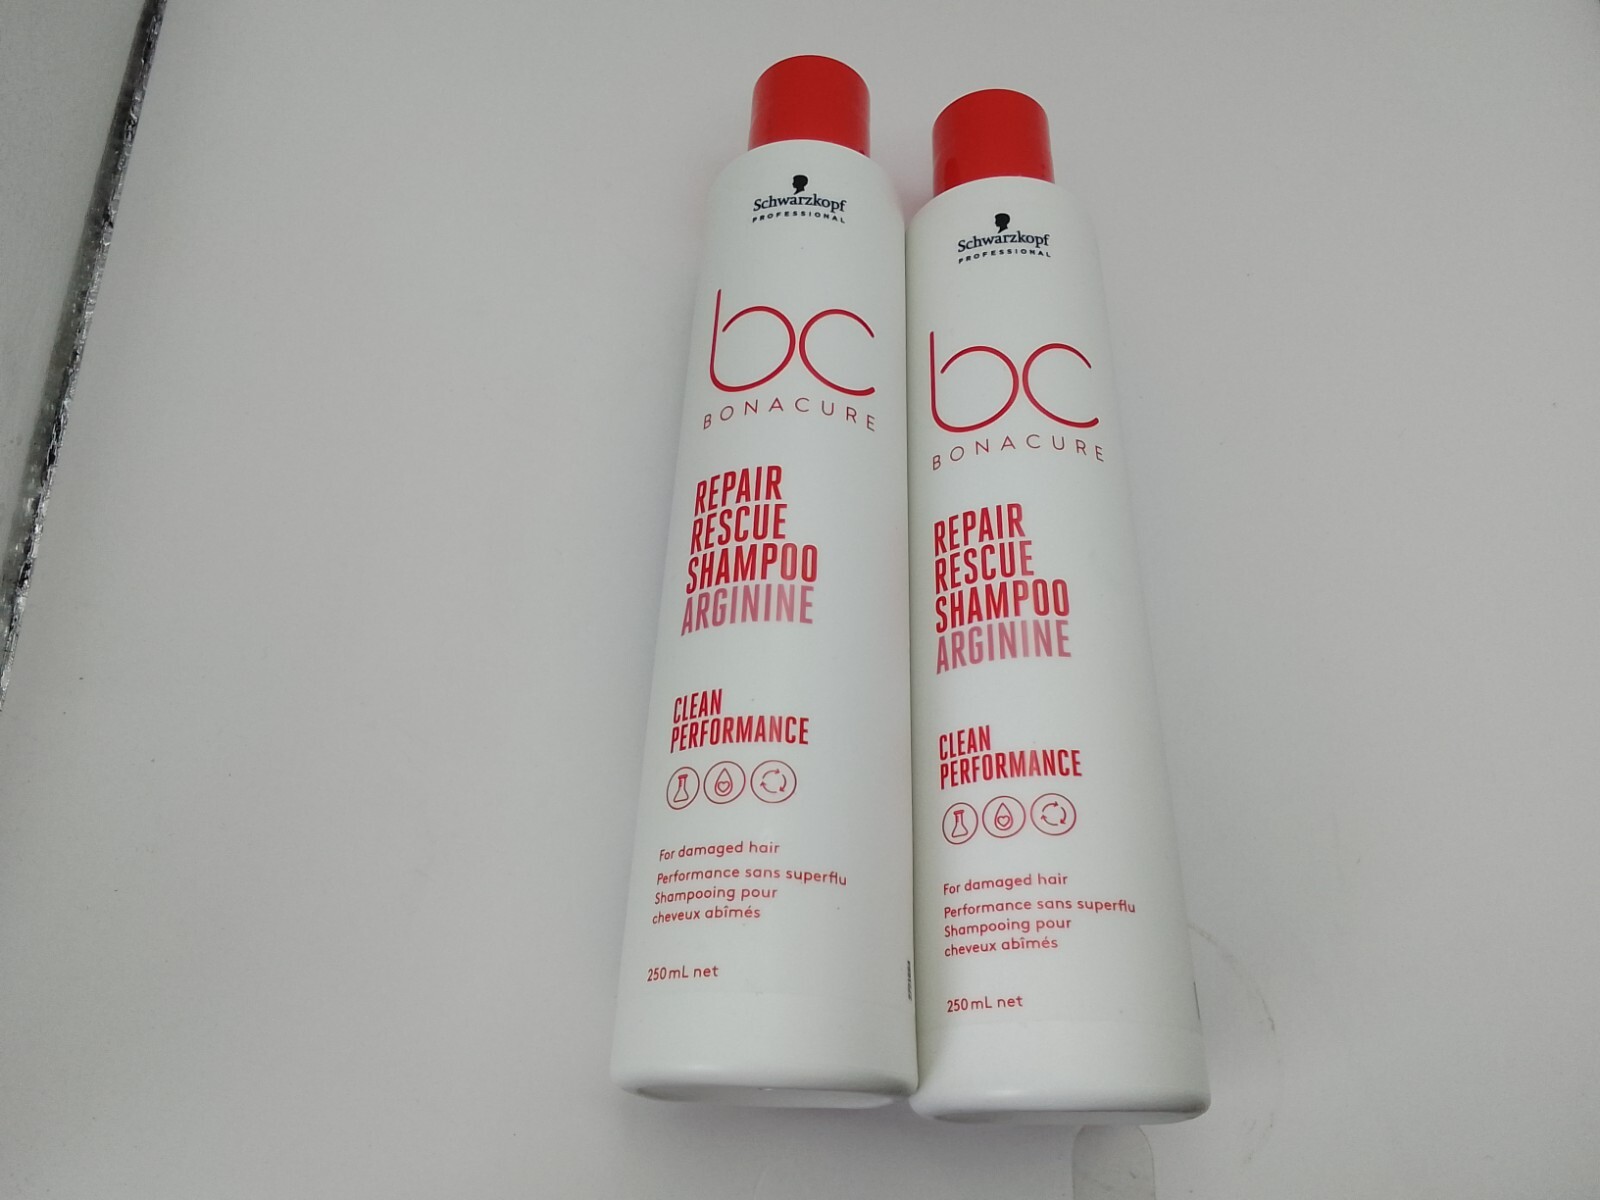 Schwarzkopf
PROFESSIONAL
bc
BONACURE
REPAIR
RESCUE
SHAMPOO
ARGININE
CLEAN
PERFORMANCE
For damaged hair
Performance sans superflu
Shampooing pour
cheveux abîmés
250mL net
Schwarzkopf
PROFESSIONAL
bc
BONACURE
REPAIR
RESCUE
SHAMPOO
ARGININE
CLEAN
PERFORMANCE
For damaged hair
Performance sans superflu
Shampooing pour
cheveux abîmés
250mL net